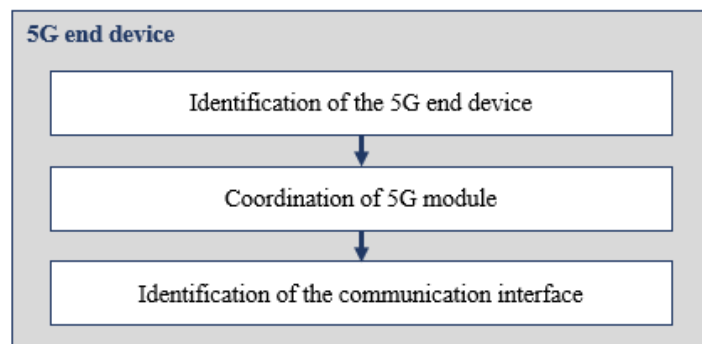 5G end device
Identification of the 5G end device
Coordination of 5G module
Identification of the communication interface